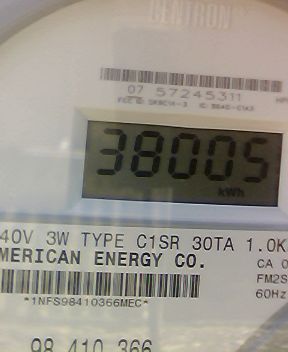 CENTRON
07 57245311
38005
kWh
40V 3W TYPE C1SR 30TA 1.0K
MERICAN ENERGY CO.
CA 0
FM2S
60Hz
*1NFS98410366MEC*
98 410 366